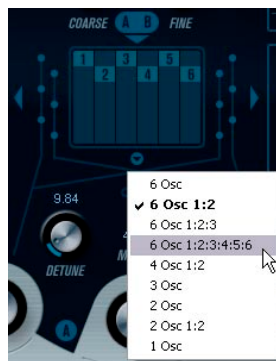 COARSE A B FINE
1 3 5
2 4 6
9.84
6 Osc
✓ 6 Osc 1:2
6 Osc 1:2:3
6 Osc 1:2:3:4:5:6
4 Osc 1:2
3 Osc
2 Osc
2 Osc 1:2
1 Osc
DETUNE
A